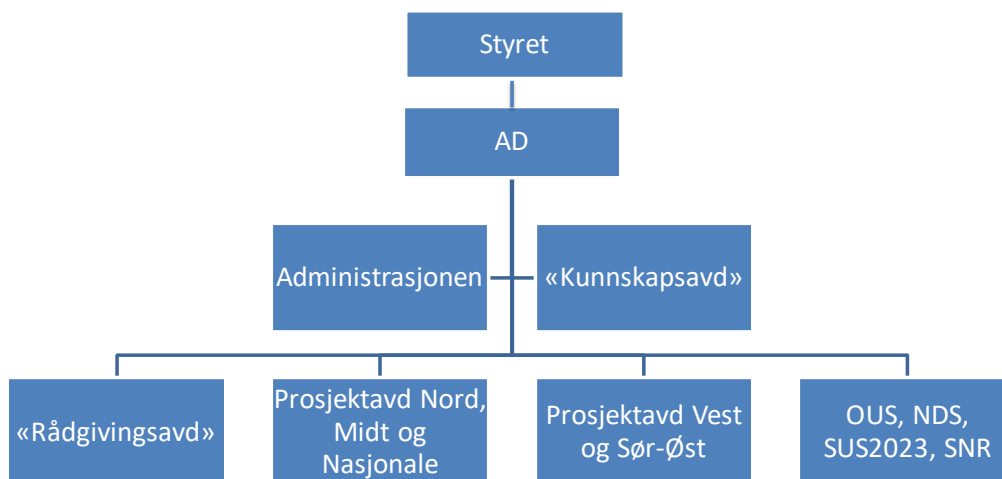 Styret
AD
Administrasjonen
«Kunnskapsavd»
«Rådgivingsavd»
Prosjektavd Nord,
Midt og
Nasjonale
Prosjektavd Vest
og Sør-Øst
OUS, NDS,
SUS2023, SNR